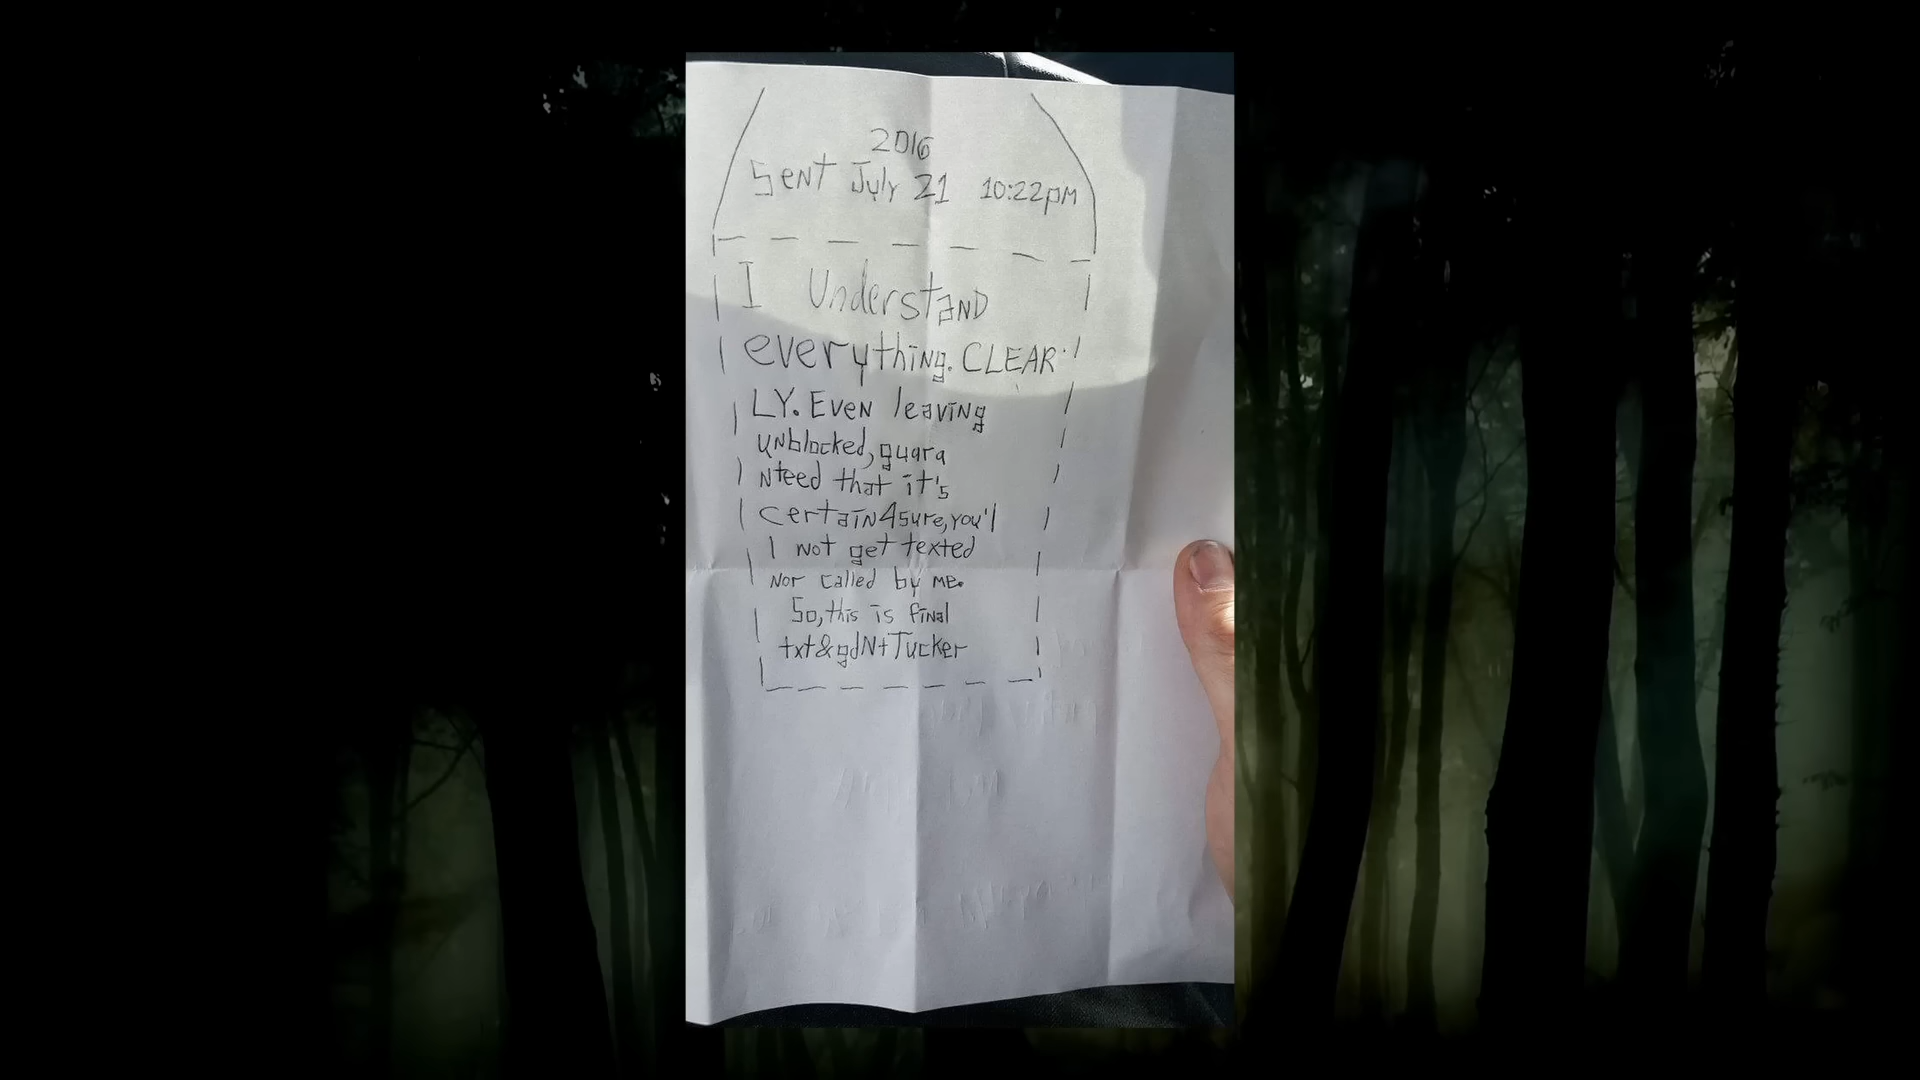 2016
Sent July 21 10:22pm
I Understand
everything. CLEAR-
LY. Even leaving
unblocked, guara
Nteed that it's
certain4sure, you'l
l not get texted
Nor called by me.
So, this is final
txt&gdNtTucker